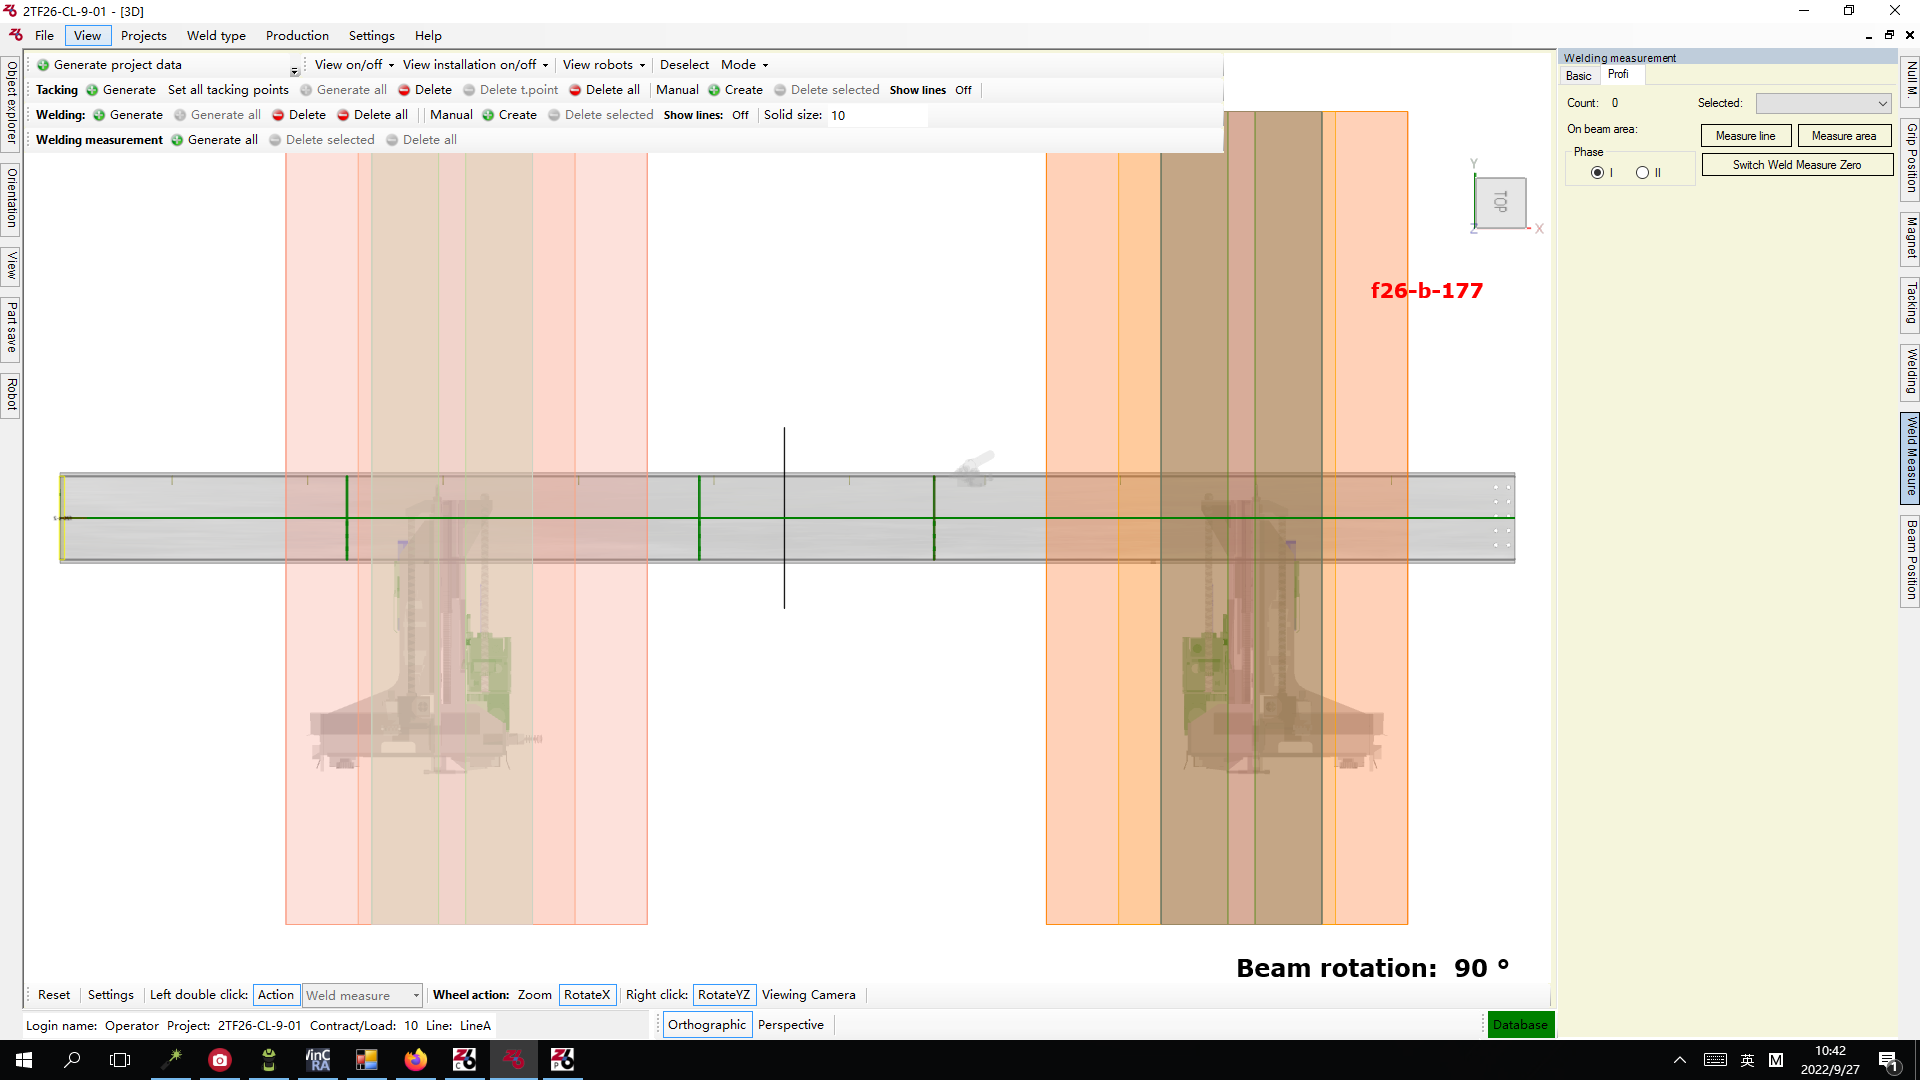 2TF26-CL-9-01 - [3D]
File View Projects Weld type Production Settings Help
Generate project data View on/off View installation on/off View robots Deselect Mode
Tacking Generate Set all tacking points Generate all Delete Delete t.point Delete all Manual Create Delete selected Show lines Off
Welding: Generate Generate all Delete Delete all Manual Create Delete selected Show lines: Off Solid size: 10
Welding measurement Generate all Delete selected Delete all
Object explorer
Orientation
View
Part save
Robot
Y
TOP
Z
X
f26-b-177
Beam rotation: 90 °
Welding measurement
Basic Profi
Count: 0 Selected:
On beam area: Measure line Measure area
Phase
I II
Switch Weld Measure Zero
Null M.
Grip Position
Magnet
Tacking
Welding
Weld Measure
Beam Position
Reset Settings Left double click: Action Weld measure Wheel action: Zoom RotateX Right click: RotateYZ Viewing Camera
Login name: Operator Project: 2TF26-CL-9-01 Contract/Load: 10 Line: LineA Orthographic Perspective Database
WinC
RA
Z6
C
Z6
Z6
P
英
M
10:42
2022/9/27
1